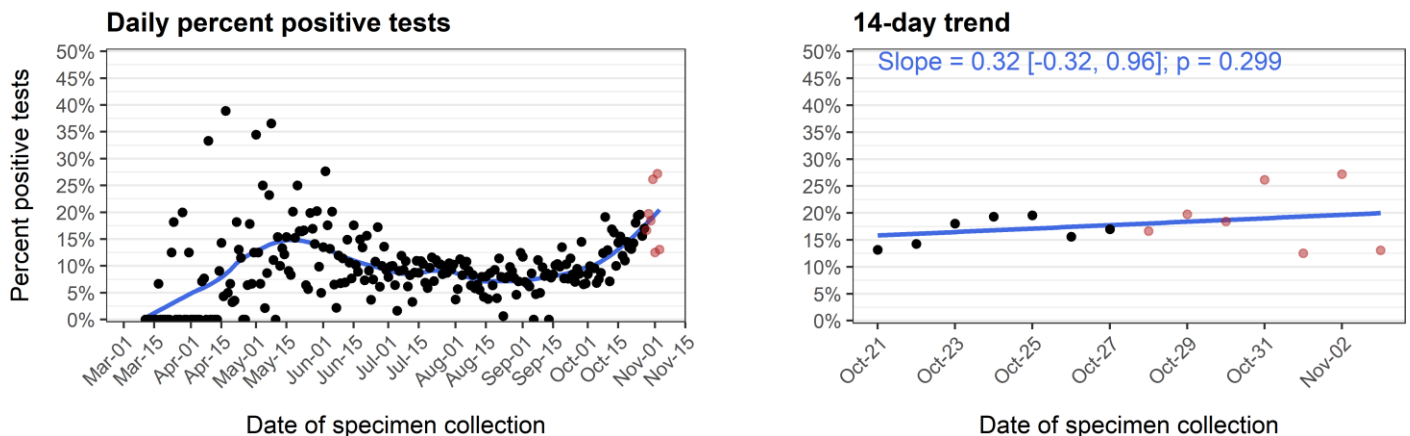 Daily percent positive tests
Percent positive tests
50%
45%
40%
35%
30%
25%
20%
15%
10%
5%
0%
Mar-01
Mar-15
Apr-01
Apr-15
May-01
May-15
Jun-01
Jun-15
Jul-01
Jul-15
Aug-01
Aug-15
Sep-01
Sep-15
Oct-01
Oct-15
Nov-01
Nov-15
Date of specimen collection
14-day trend
Slope = 0.32 [-0.32, 0.96]; p = 0.299
50%
45%
40%
35%
30%
25%
20%
15%
10%
5%
0%
Oct-21
Oct-23
Oct-25
Oct-27
Oct-29
Oct-31
Nov-02
Date of specimen collection